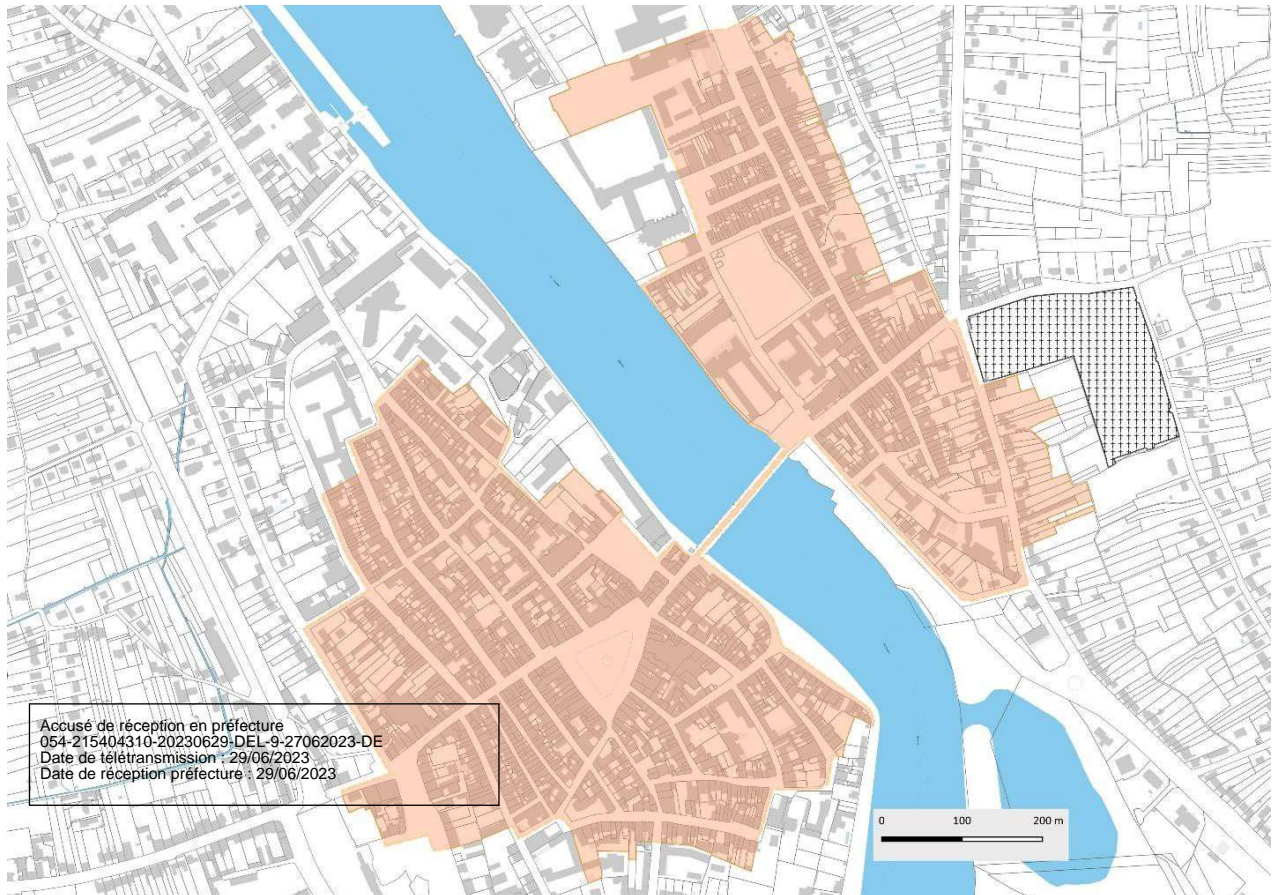 Accusé de réception en préfecture
054-215404310-20230629-DEL-9-27062023-DE
Date de télétransmission : 29/06/2023
Date de réception préfecture : 29/06/2023
0 100 200 m